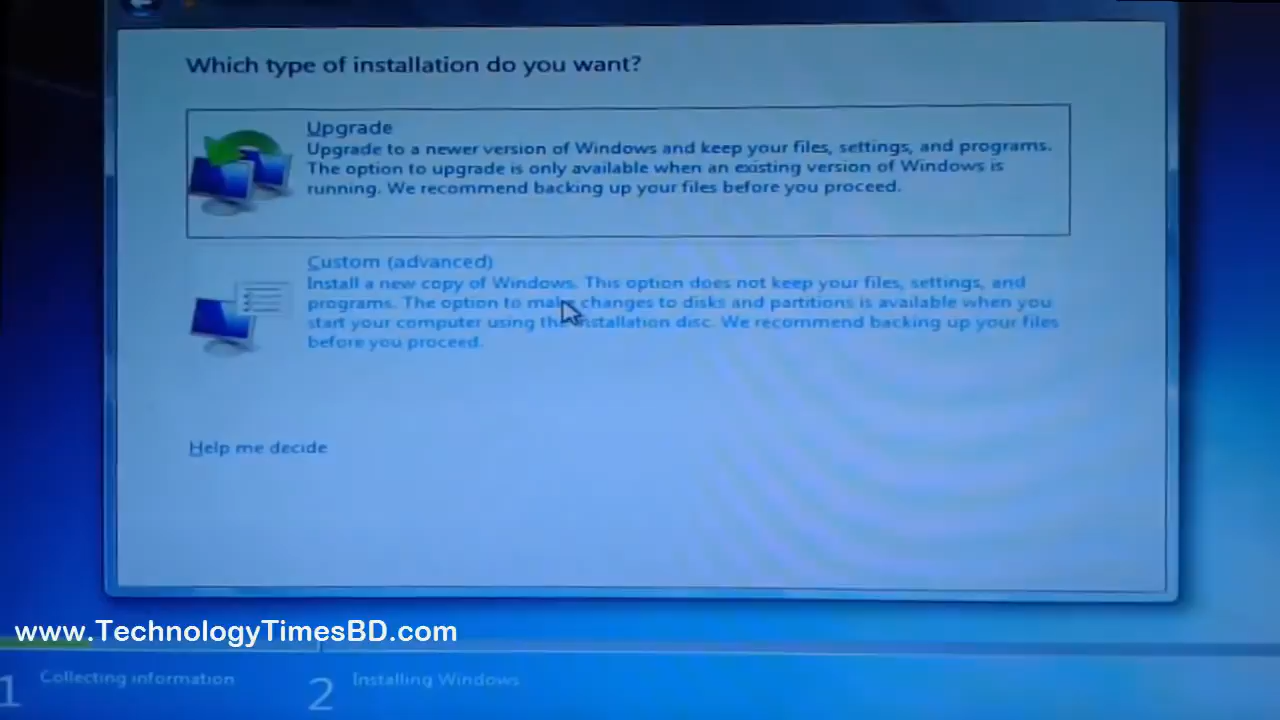 Which type of installation do you want?
Upgrade
Upgrade to a newer version of Windows and keep your files, settings, and programs.
The option to upgrade is only available when an existing version of Windows is
running. We recommend backing up your files before you proceed.
Custom (advanced)
Install a new copy of Windows. This option does not keep your files, settings, and
programs. The option to make changes to disks and partitions is available when you
start your computer using the installation disc. We recommend backing up your files
before you proceed.
Help me decide
www.TechnologyTimesBD.com
1 Collecting information 2 Installing Windows